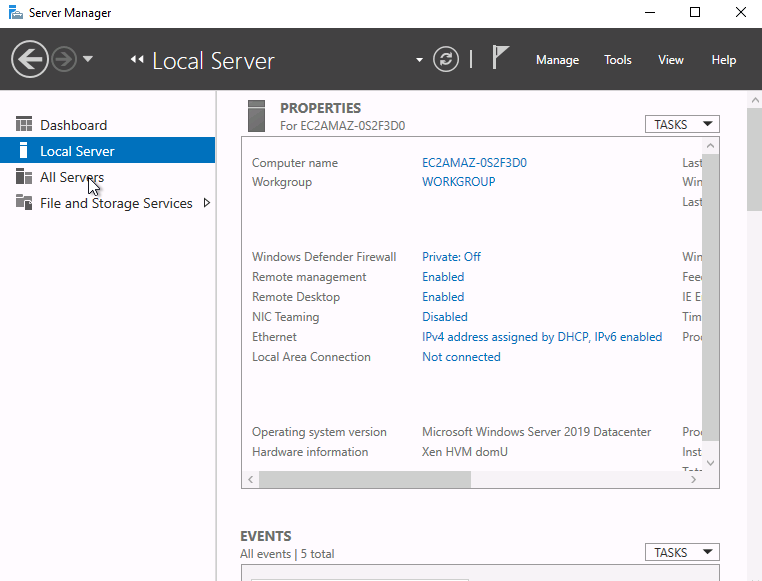 Server Manager
Local Server
Manage Tools View Help
Dashboard
Local Server
All Servers
File and Storage Services
PROPERTIES
For EC2AMAZ-0S2F3D0
TASKS
Computer name EC2AMAZ-0S2F3D0 Last
Workgroup WORKGROUP Win
Last
Windows Defender Firewall Private: Off Win
Remote management Enabled Fee
Remote Desktop Enabled IE E
NIC Teaming Disabled Tim
Ethernet IPv4 address assigned by DHCP, IPv6 enabled Pro
Local Area Connection Not connected
Operating system version Microsoft Windows Server 2019 Datacenter Pro
Hardware information Xen HVM domU Inst
EVENTS
All events | 5 total
TASKS